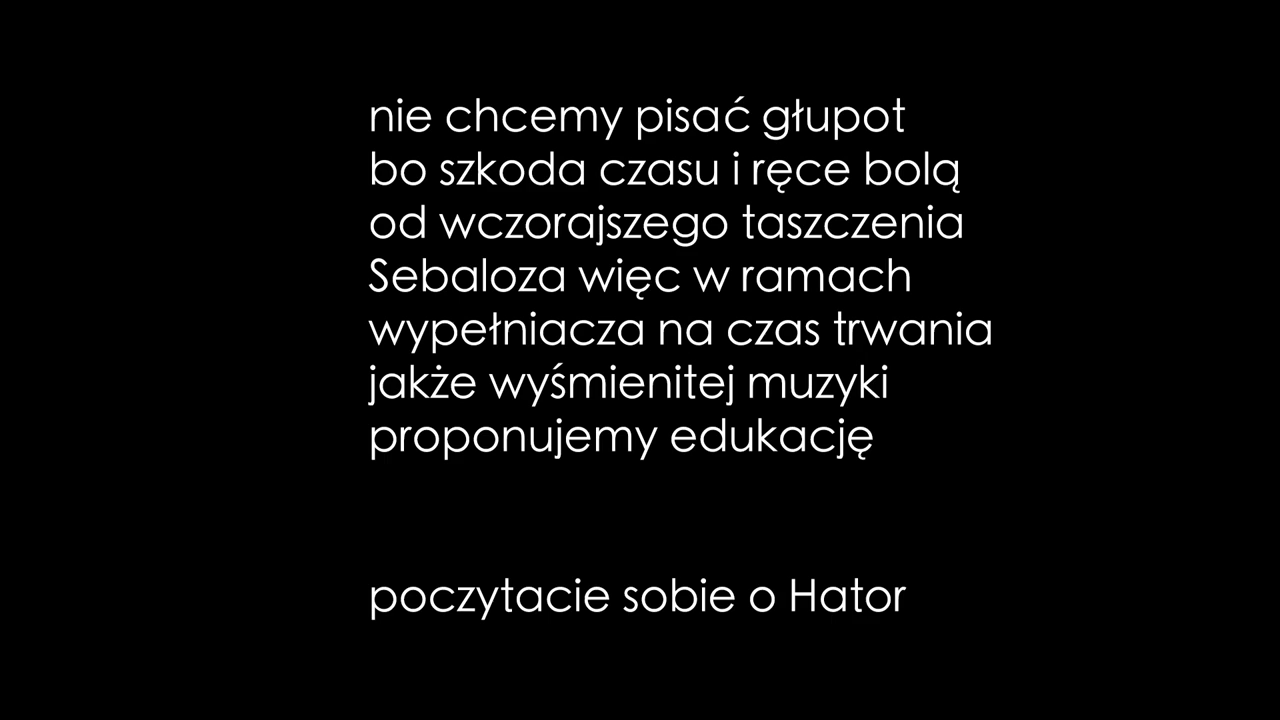 nie chcemy pisać głupot
bo szkoda czasu i ręce bolą
od wczorajszego taszczenia
Sebaloza więc w ramach
wypełniacza na czas trwania
jakże wyśmienitej muzyki
proponujemy edukację
poczytacie sobie o Hator